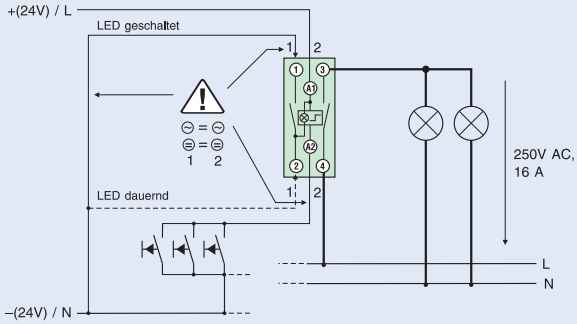 +(24V) / L
LED geschaltet
1 2
1 3
A1
! 
~ = ~
= = =
1 2
A2
2 4
LED dauernd
1 2
250V AC,
16 A
L
N
−(24V) / N